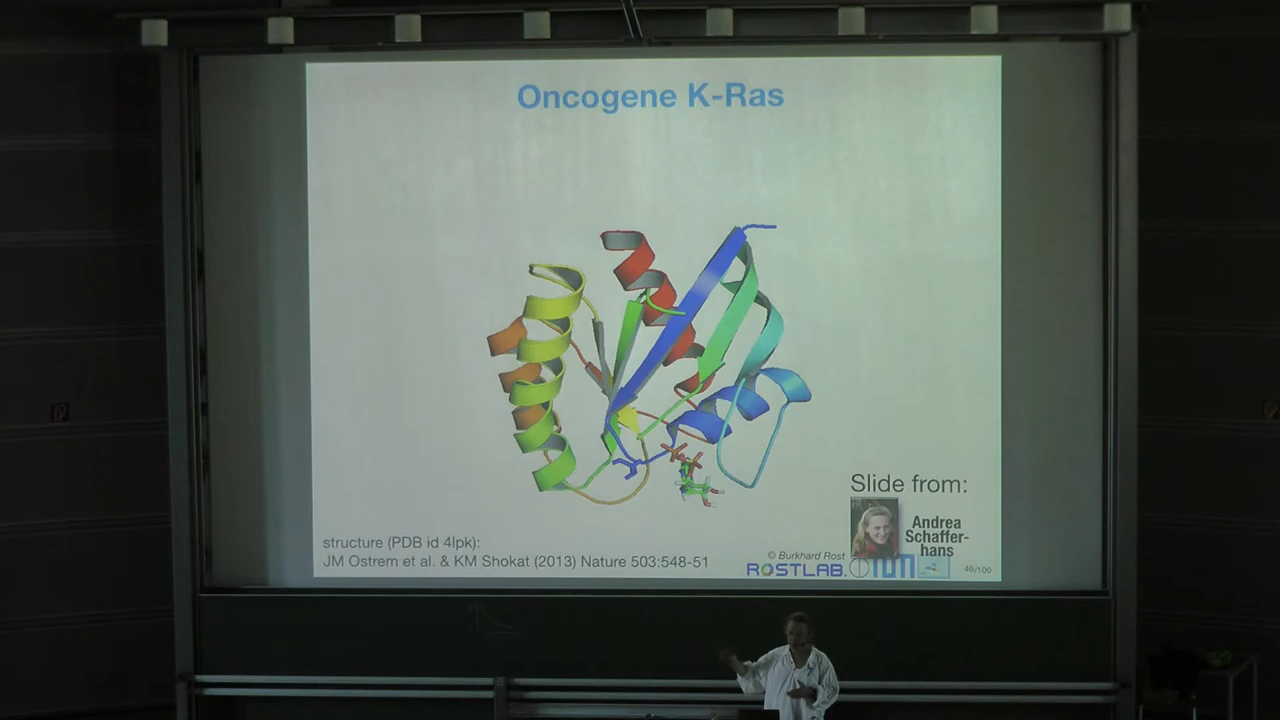 Oncogene K-Ras
Slide from:
Andrea
Schaffer-
hans
structure (PDB id 4lpk):
JM Ostrem et al. & KM Shokat (2013) Nature 503:548-51
© Burkhard Rost
ROSTLAB.
TUM
46/100